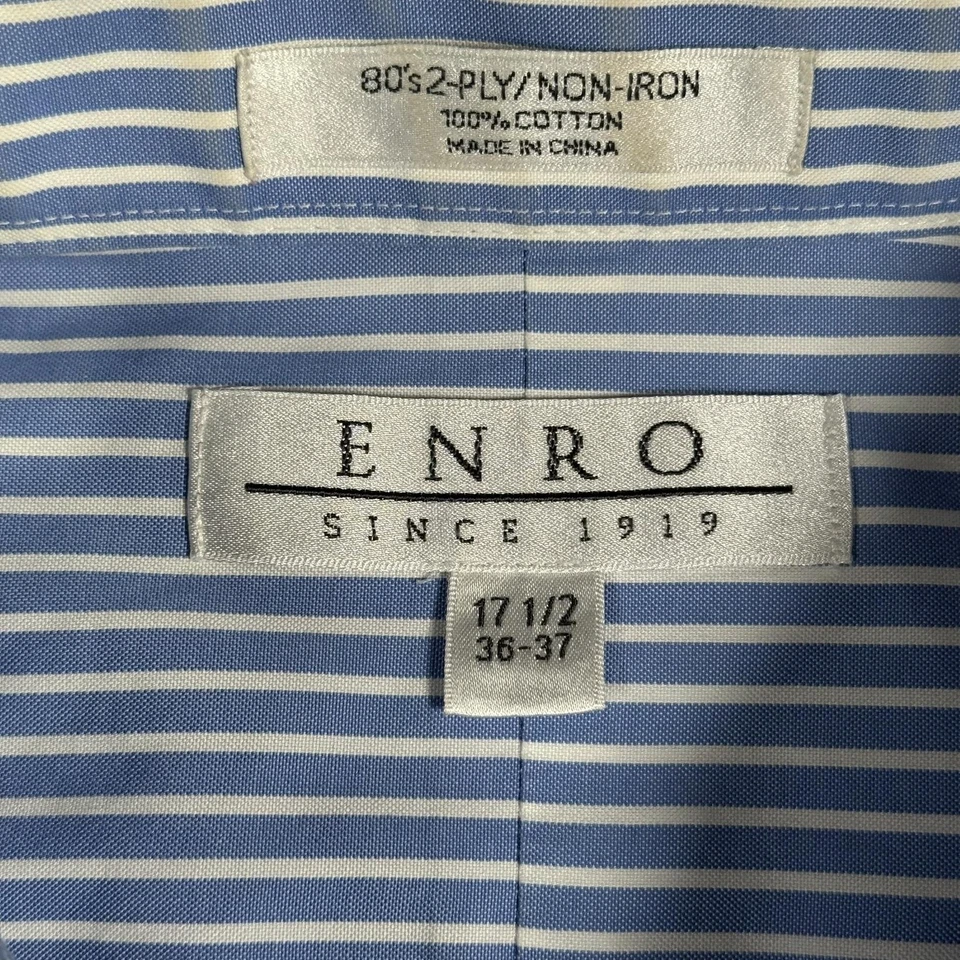 80's 2-PLY/NON-IRON
100% COTTON
MADE IN CHINA
ENRO
SINCE 1919
17 1/2
36-37